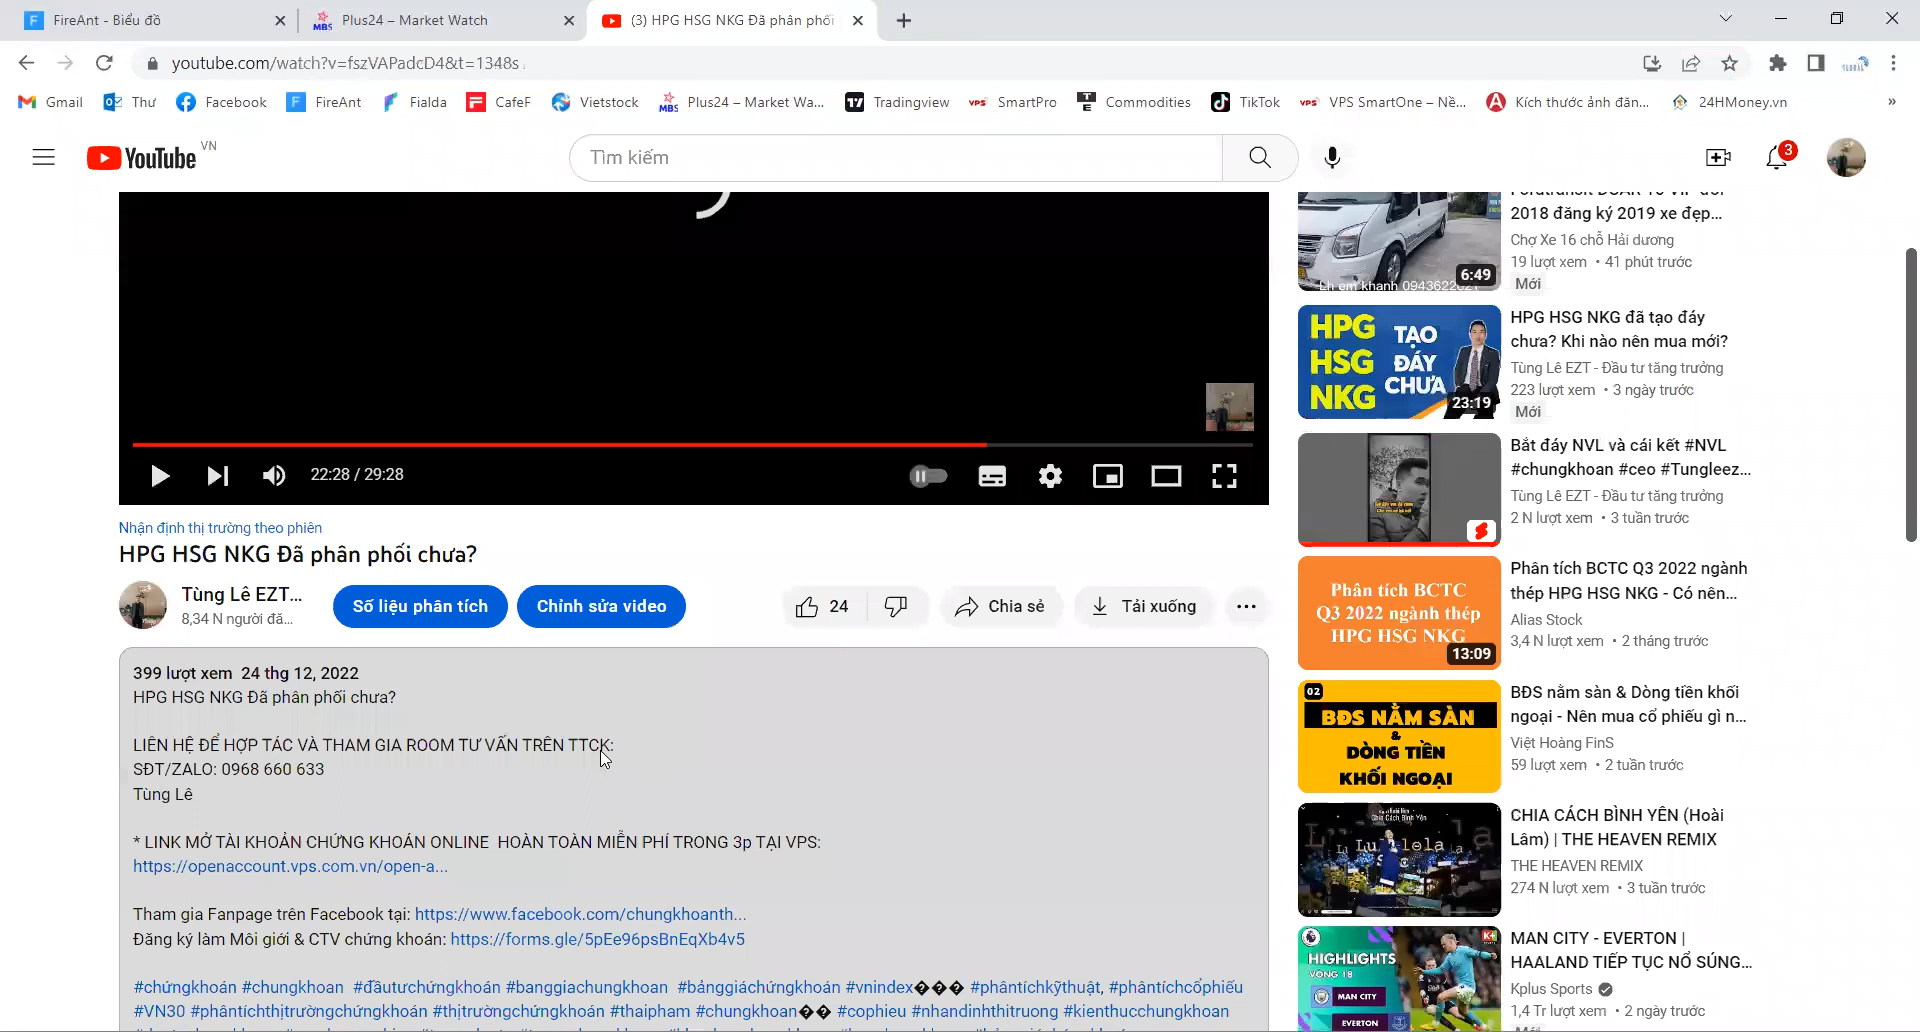 FireAnt - Biểu đồ
Plus24 – Market Watch
(3) HPG HSG NKG Đã phân phối
youtube.com/watch?v=fszVAPadcD4&t=1348s
Gmail
Thư
Facebook
FireAnt
Fialda
CafeF
Vietstock
Plus24 – Market Wa...
Tradingview
SmartPro
Commodities
TikTok
VPS SmartOne – Nề...
Kích thước ảnh đăn...
24HMoney.vn
»
YouTube VN
Tìm kiếm
3
22:28 / 29:28
Nhận định thị trường theo phiên
HPG HSG NKG Đã phân phối chưa?
Tùng Lê EZT...
8,34 N người đă...
Số liệu phân tích
Chỉnh sửa video
24
Chia sẻ
Tải xuống
399 lượt xem 24 thg 12, 2022
HPG HSG NKG Đã phân phối chưa?
LIÊN HỆ ĐỂ HỢP TÁC VÀ THAM GIA ROOM TƯ VẤN TRÊN TTCK:
SĐT/ZALO: 0968 660 633
Tùng Lê
* LINK MỞ TÀI KHOẢN CHỨNG KHOÁN ONLINE HOÀN TOÀN MIỄN PHÍ TRONG 3p TẠI VPS:
https://openaccount.vps.com.vn/open-a...
Tham gia Fanpage trên Facebook tại: https://www.facebook.com/chungkhoanth...
Đăng ký làm Môi giới & CTV chứng khoán: https://forms.gle/5pEe96psBnEqXb4v5
#chứngkhoán #chungkhoan #đầutưchứngkhoán #banggiachungkhoan #bảnggiáchứngkhoán #vnindex��� #phântíchkỹthuật, #phântíchcổphiếu
#VN30 #phântíchthịtrườngchứngkhoán #thịtrườngchứngkhoán #thaipham #chungkhoan�� #cophieu #nhandinhthitruong #kienthucchungkhoan
2018 đăng ký 2019 xe đẹp...
Chợ Xe 16 chỗ Hải dương
19 lượt xem • 41 phút trước
Mới
6:49
HPG
HSG
NKG
TẠO
ĐÁY
CHƯA
23:19
HPG HSG NKG đã tạo đáy
chưa? Khi nào nên mua mới?
Tùng Lê EZT - Đầu tư tăng trưởng
223 lượt xem • 3 ngày trước
Mới
Bắt đáy NVL và cái kết #NVL
#chungkhoan #ceo #Tungleez...
Tùng Lê EZT - Đầu tư tăng trưởng
2 N lượt xem • 3 tuần trước
Phân tích BCTC
Q3 2022 ngành thép
HPG HSG NKG
13:09
Phân tích BCTC Q3 2022 ngành
thép HPG HSG NKG - Có nên...
Alias Stock
3,4 N lượt xem • 2 tháng trước
02
BĐS NẰM SÀN
&
DÒNG TIỀN
KHỐI NGOẠI
BĐS nằm sàn & Dòng tiền khối
ngoại - Nên mua cổ phiếu gì n...
Việt Hoàng FinS
59 lượt xem • 2 tuần trước
Chia Cách Bình Yên
CHIA CÁCH BÌNH YÊN (Hoài
Lâm) | THE HEAVEN REMIX
THE HEAVEN REMIX
274 N lượt xem • 3 tuần trước
K+
HIGHLIGHTS
VÒNG 18
MAN CITY
EVERTON
MAN CITY - EVERTON |
HAALAND TIẾP TỤC NỔ SÚNG...
Kplus Sports
1,4 Tr lượt xem • 2 ngày trước